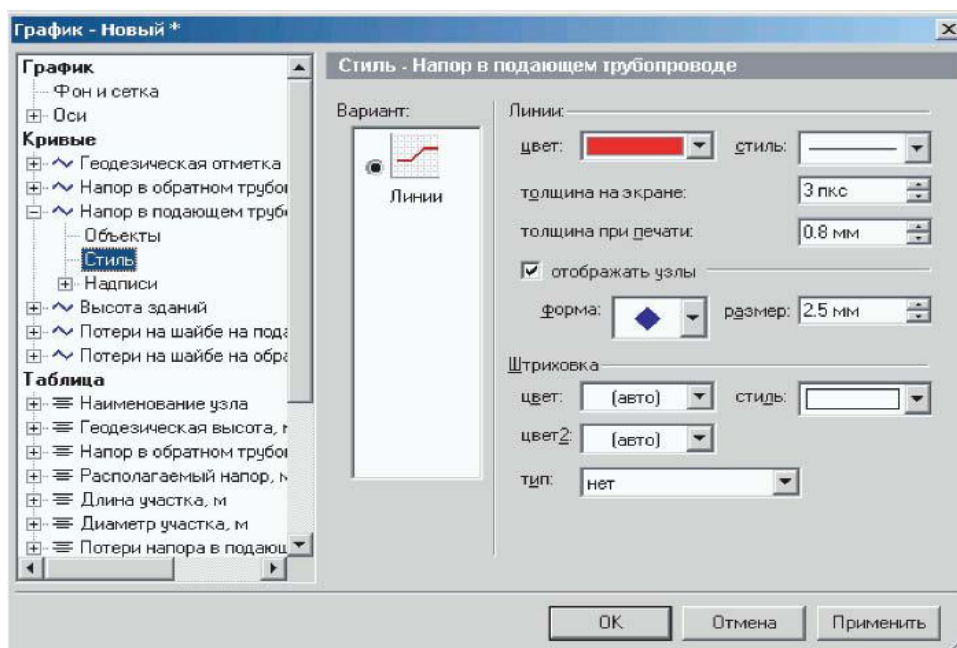 График - Новый *
График
Фон и сетка
Оси
Кривые
Геодезическая отметка
Напор в обратном трубо
Напор в подающем труб
Объекты
Стиль
Надписи
Высота зданий
Потери на шайбе на пода
Потери на шайбе на обра
Таблица
Наименование узла
Геодезическая высота,
Напор в обратном трубо
Располагаемый напор,
Длина участка, м
Диаметр участка, м
Потери напора в подающ
Стиль - Напор в подающем трубопроводе
Вариант:
Линии
Линии:
цвет: стиль:
толщина на экране: 3 пкс
толщина при печати: 0.8 мм
отображать узлы
форма: размер: 2.5 мм
Штриховка
цвет: (авто) стиль:
цвет2: (авто)
тип: нет
ОК Отмена Применить